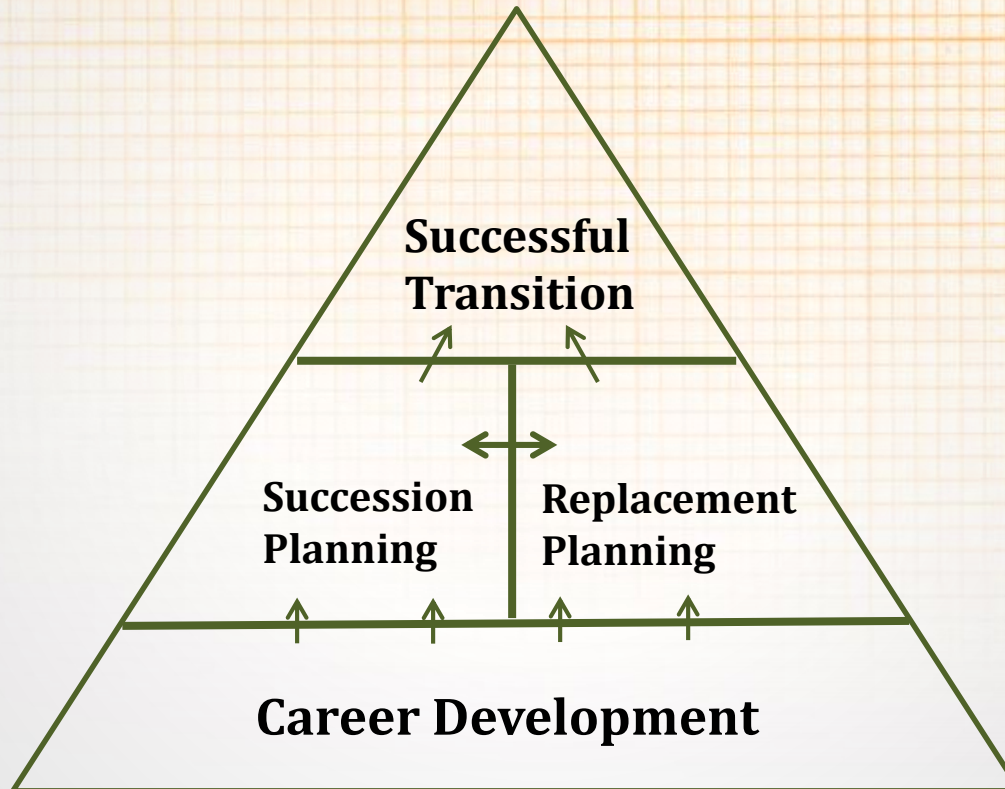 Successful
Transition
Succession
Planning
Replacement
Planning
Career Development